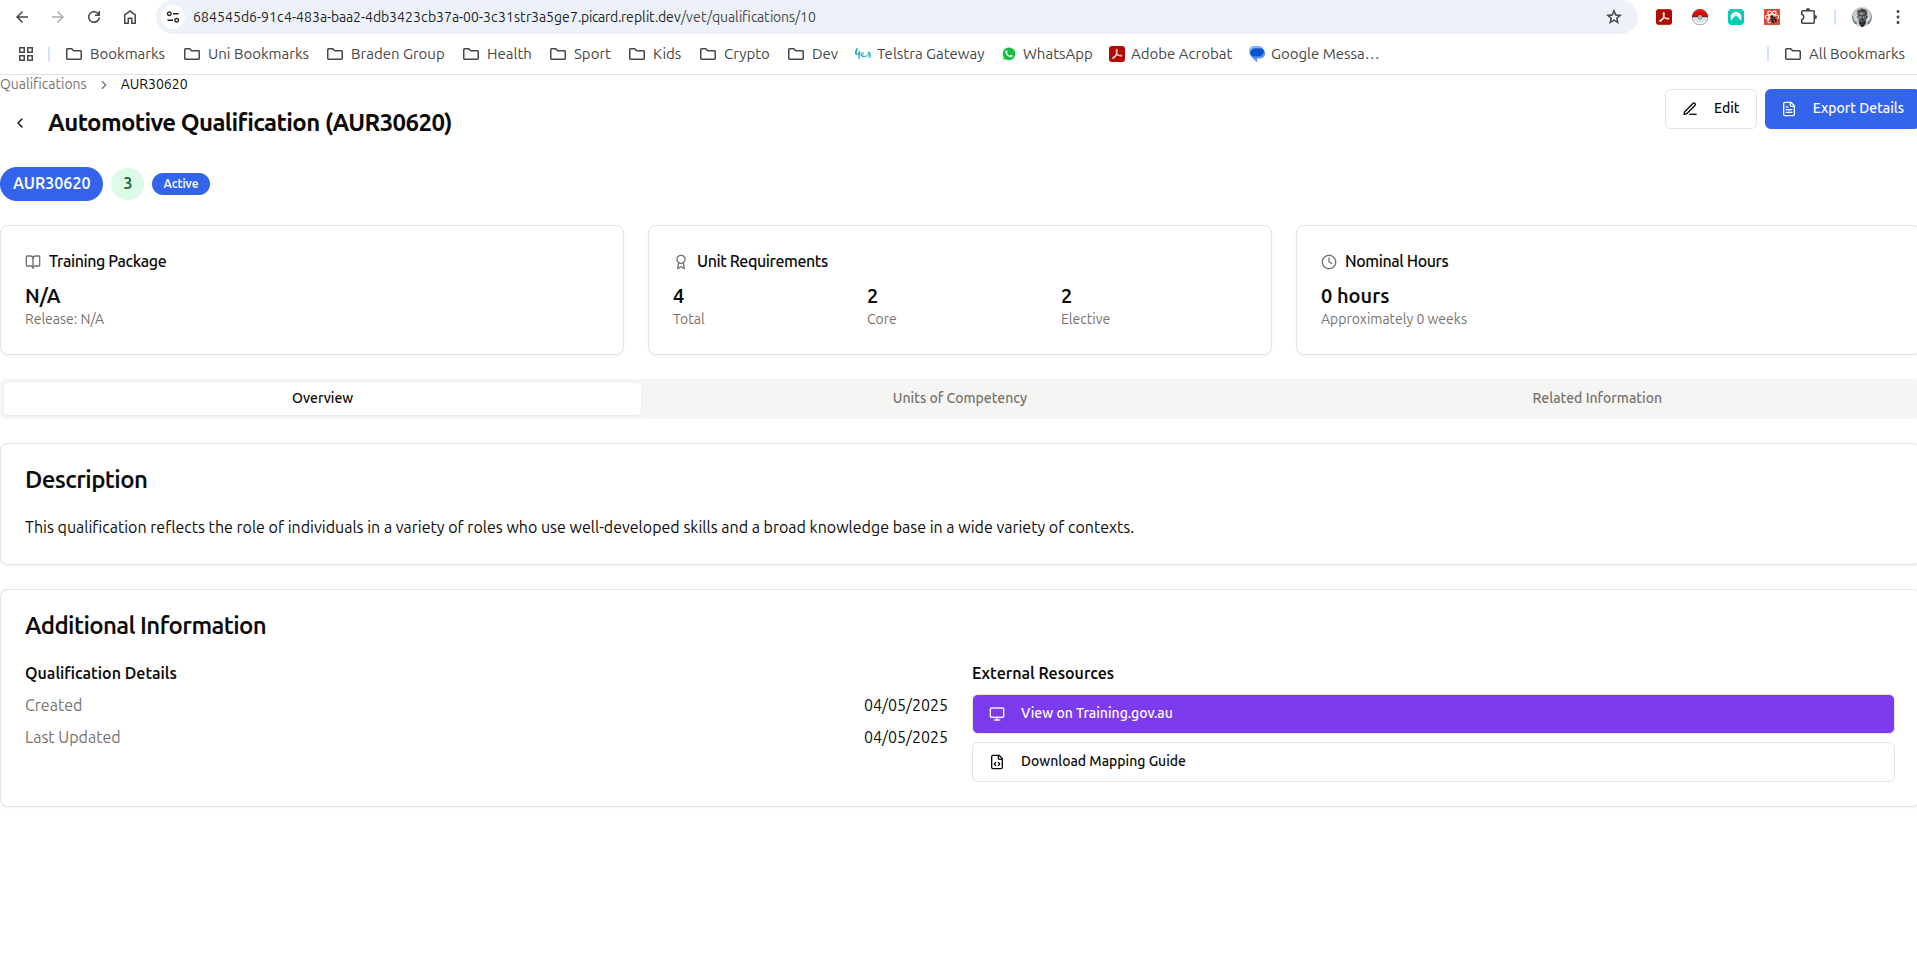 684545d6-91c4-483a-baa2-4db3423cb37a-00-3c31str3a5ge7.picard.replit.dev/vet/qualifications/10
Bookmarks Uni Bookmarks Braden Group Health Sport Kids Crypto Dev yes Telstra Gateway WhatsApp Adobe Acrobat Google Messa... All Bookmarks
Qualifications > AUR30620
Automotive Qualification (AUR30620)
Edit
Export Details
AUR30620 3 Active
Training Package
N/A
Release: N/A
Unit Requirements
4 2 2
Total Core Elective
Nominal Hours
0 hours
Approximately 0 weeks
Overview Units of Competency Related Information
Description
This qualification reflects the role of individuals in a variety of roles who use well-developed skills and a broad knowledge base in a wide variety of contexts.
Additional Information
Qualification Details
Created 04/05/2025
Last Updated 04/05/2025
External Resources
View on Training.gov.au
Download Mapping Guide